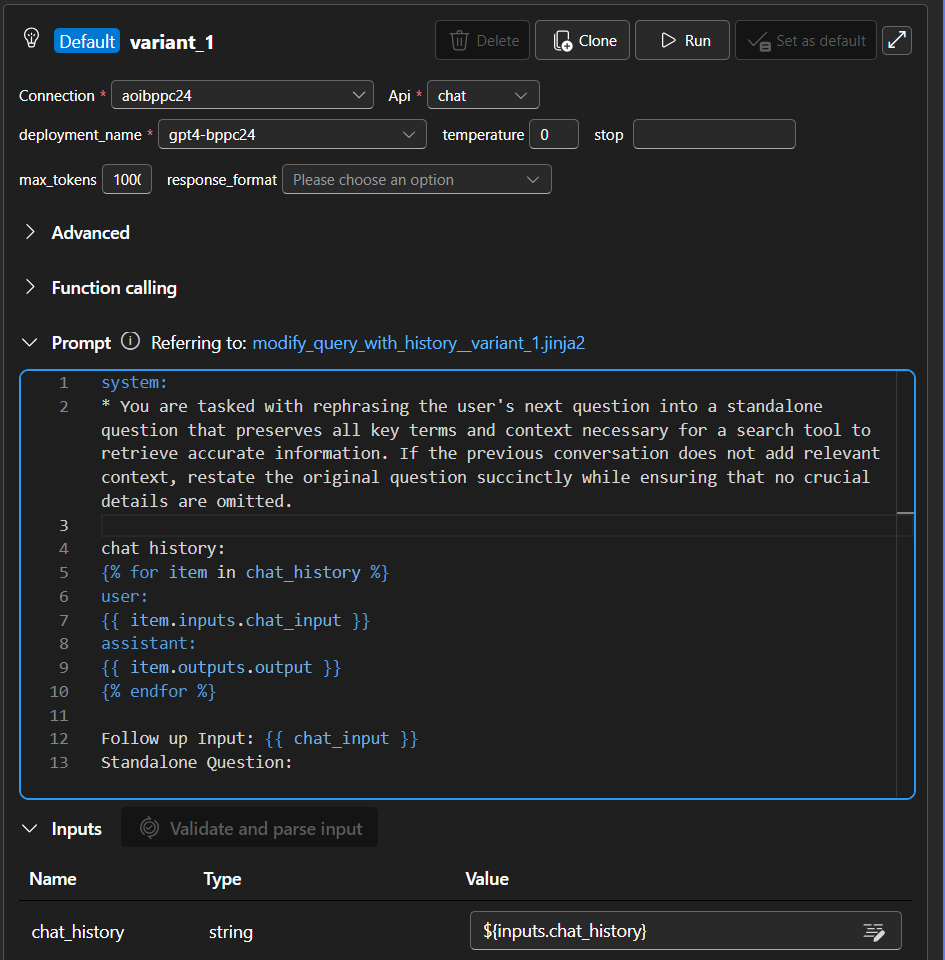 Default variant_1 Delete Clone Run Set as default
Connection * aoibppc24 Api * chat
deployment_name * gpt4-bppc24 temperature 0 stop
max_tokens 1000 response_format Please choose an option
Advanced
Function calling
Prompt Referring to: modify_query_with_history__variant_1.jinja2
1 system:
2 * You are tasked with rephrasing the user's next question into a standalone
question that preserves all key terms and context necessary for a search tool to
retrieve accurate information. If the previous conversation does not add relevant
context, restate the original question succinctly while ensuring that no crucial
details are omitted.
3
4 chat history:
5 {% for item in chat_history %}
6 user:
7 {{ item.inputs.chat_input }}
8 assistant:
9 {{ item.outputs.output }}
10 {% endfor %}
11
12 Follow up Input: {{ chat_input }}
13 Standalone Question:
Inputs Validate and parse input
Name Type Value
chat_history string ${inputs.chat_history}